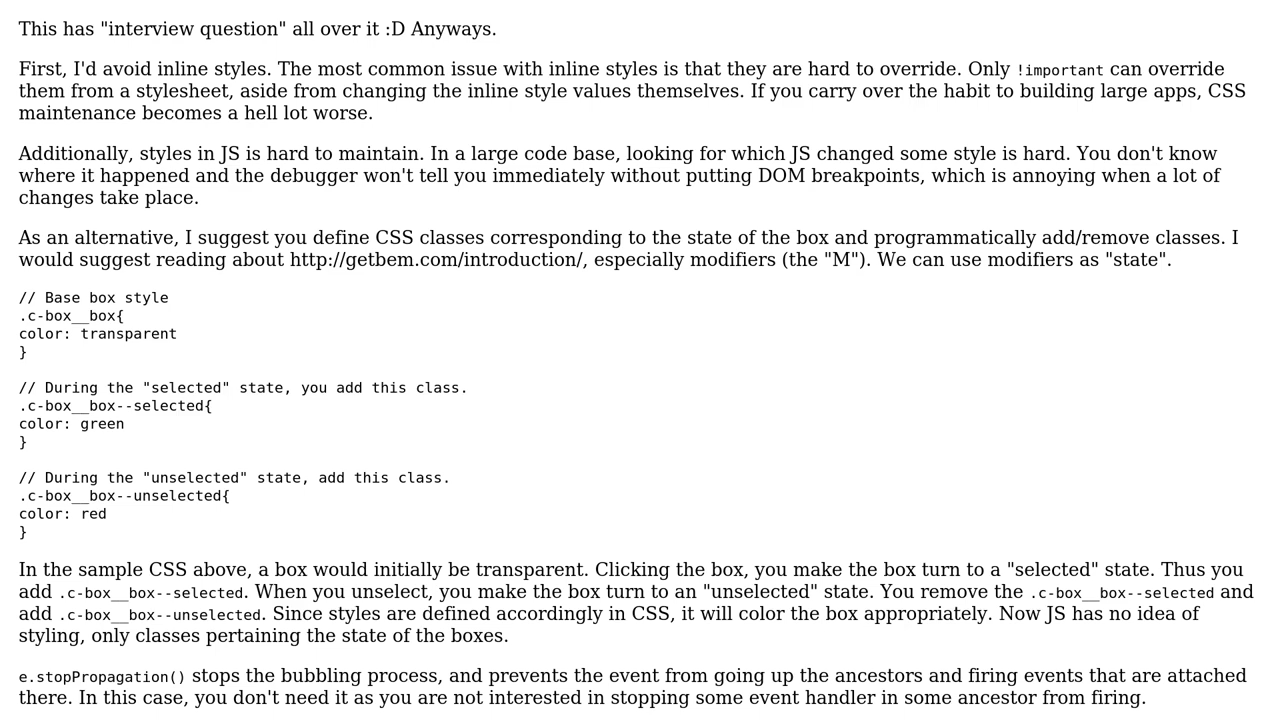 This has "interview question" all over it :D Anyways.
First, I'd avoid inline styles. The most common issue with inline styles is that they are hard to override. Only !important can override
them from a stylesheet, aside from changing the inline style values themselves. If you carry over the habit to building large apps, CSS
maintenance becomes a hell lot worse.
Additionally, styles in JS is hard to maintain. In a large code base, looking for which JS changed some style is hard. You don't know
where it happened and the debugger won't tell you immediately without putting DOM breakpoints, which is annoying when a lot of
changes take place.
As an alternative, I suggest you define CSS classes corresponding to the state of the box and programmatically add/remove classes. I
would suggest reading about http://getbem.com/introduction/, especially modifiers (the "M"). We can use modifiers as "state".
// Base box style
.c-box__box{
color: transparent
}
// During the "selected" state, you add this class.
.c-box__box--selected{
color: green
}
// During the "unselected" state, add this class.
.c-box__box--unselected{
color: red
}
In the sample CSS above, a box would initially be transparent. Clicking the box, you make the box turn to a "selected" state. Thus you
add .c-box__box--selected. When you unselect, you make the box turn to an "unselected" state. You remove the .c-box__box--selected and
add .c-box__box--unselected. Since styles are defined accordingly in CSS, it will color the box appropriately. Now JS has no idea of
styling, only classes pertaining the state of the boxes.
e.stopPropagation() stops the bubbling process, and prevents the event from going up the ancestors and firing events that are attached
there. In this case, you don't need it as you are not interested in stopping some event handler in some ancestor from firing.